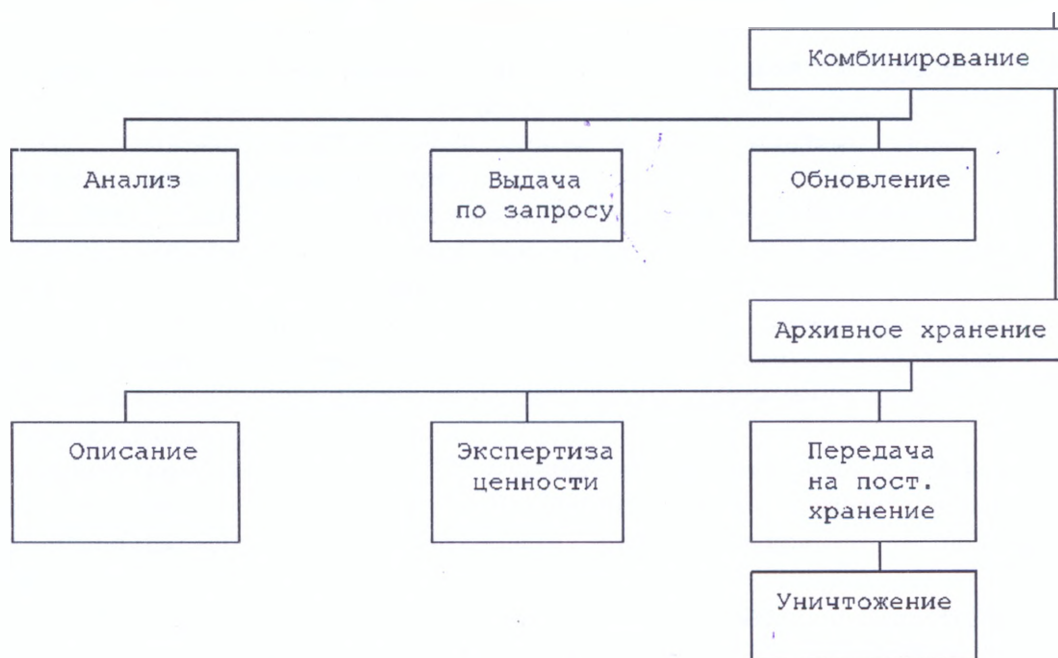 Комбинирование
Анализ
Выдача
по запросу
Обновление
Архивное хранение
Описание
Экспертиза
ценности
Передача
на пост.
хранение
Уничтожение